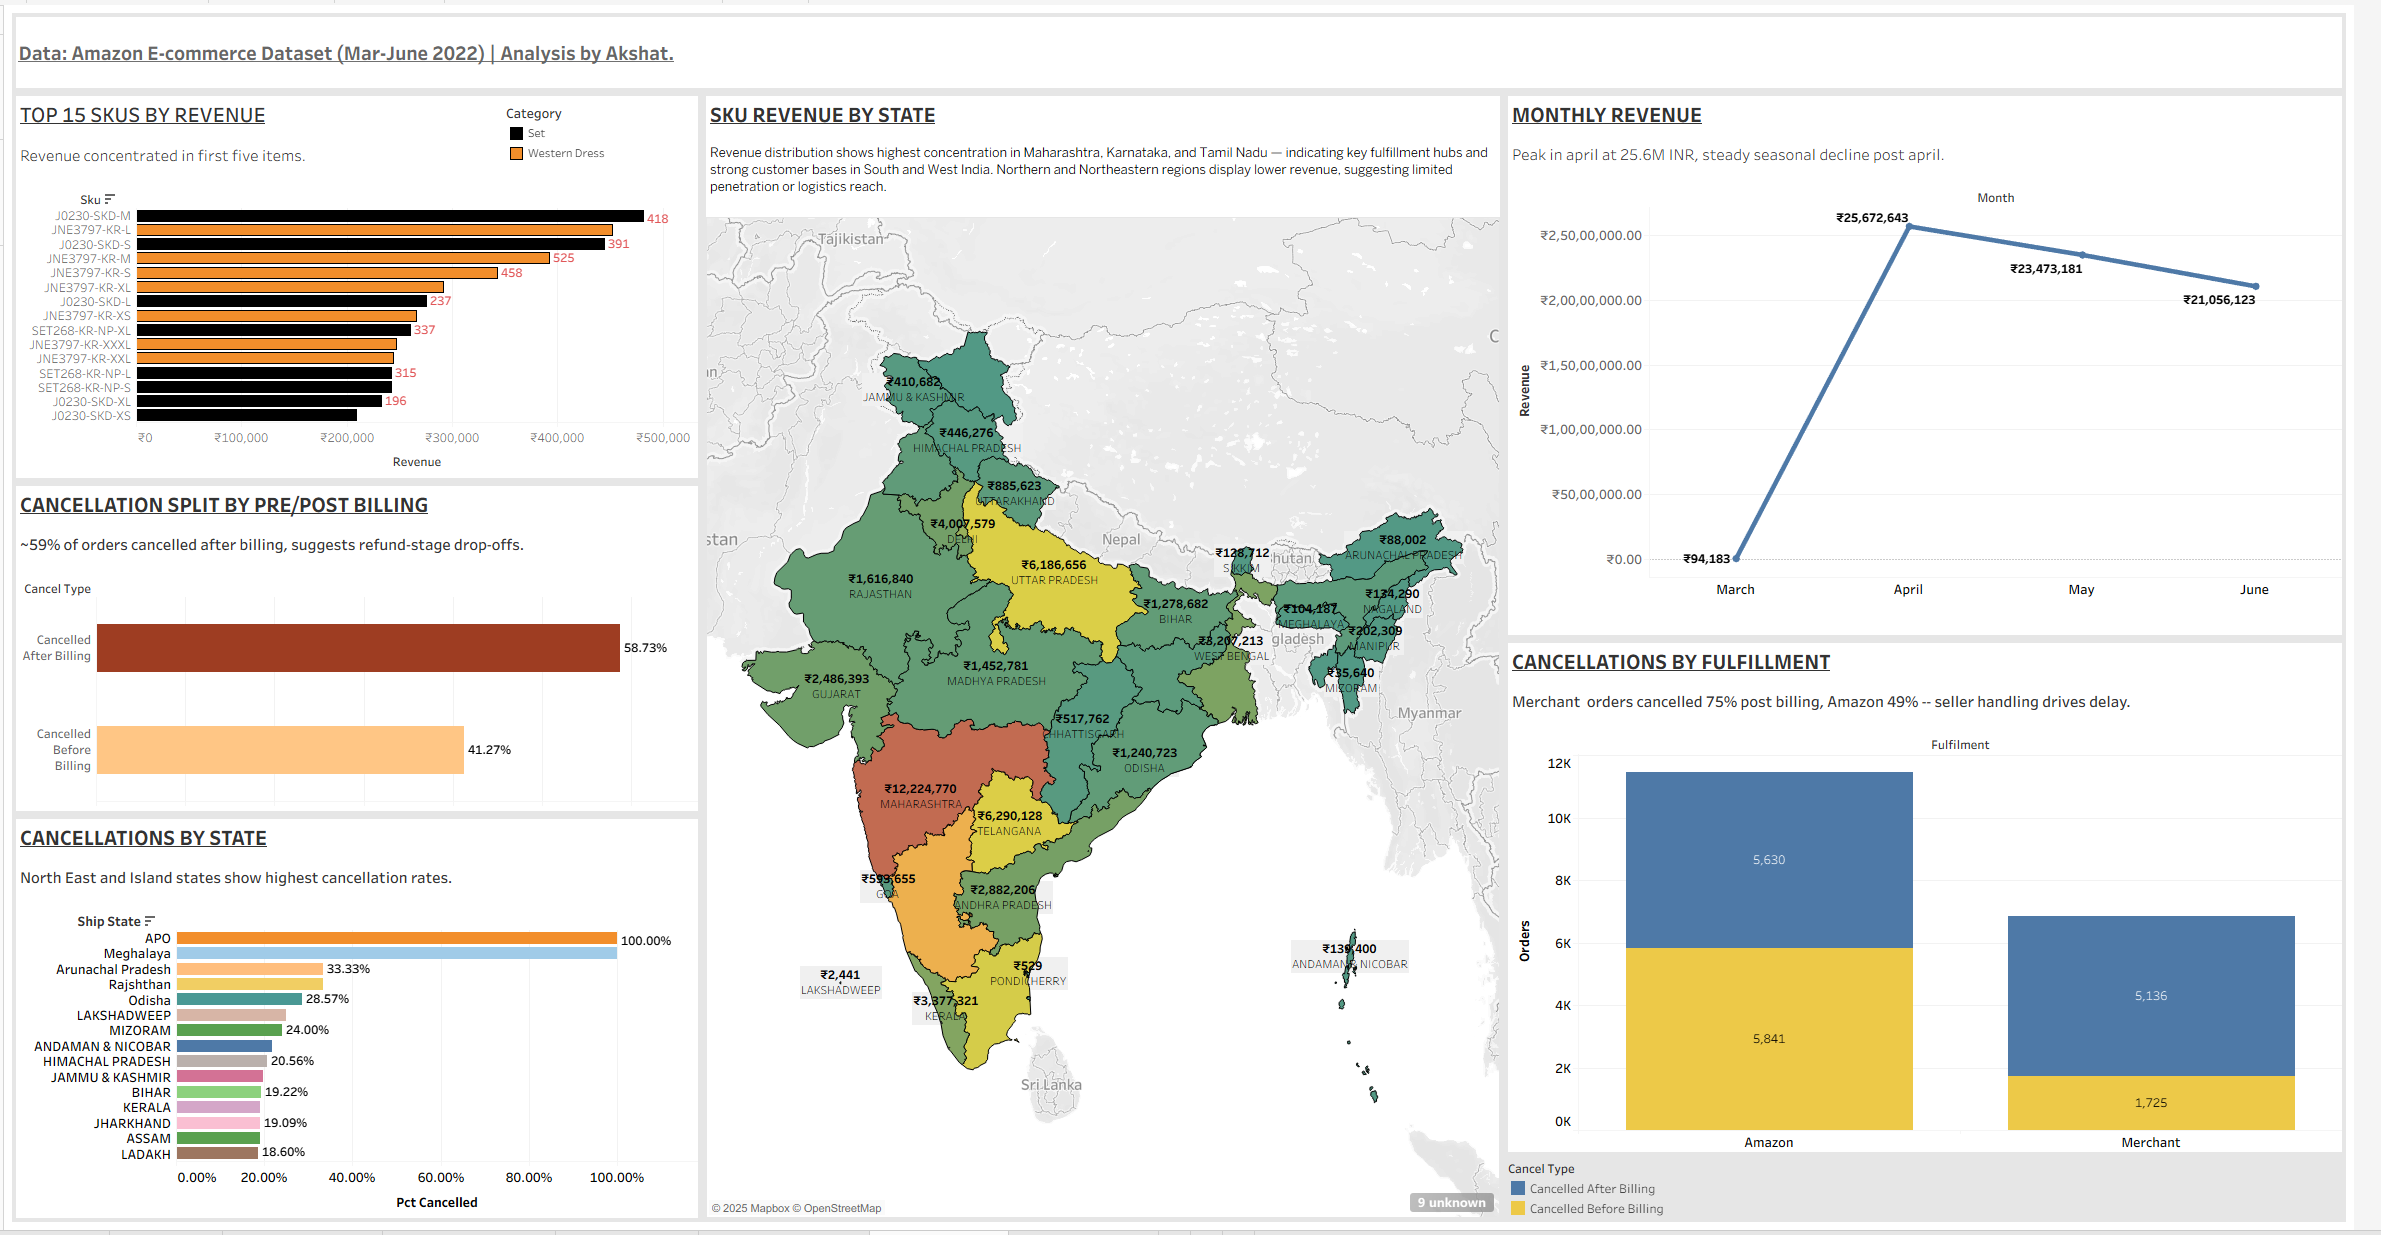 Data: Amazon E-commerce Dataset (Mar-June 2022) | Analysis by Akshat.
TOP 15 SKUS BY REVENUE
Category
Set
Western Dress
Revenue concentrated in first five items.
Sku
J0230-SKD-M
418
JNE3797-KR-L
J0230-SKD-S
391
JNE3797-KR-M
525
JNE3797-KR-S
458
JNE3797-KR-XL
J0230-SKD-L
237
JNE3797-KR-XS
SET268-KR-NP-XL
337
JNE3797-KR-XXXL
JNE3797-KR-XXL
SET268-KR-NP-L
315
SET268-KR-NP-S
J0230-SKD-XL
196
J0230-SKD-XS
₹0
₹100,000
₹200,000
₹300,000
₹400,000
₹500,000
Revenue
CANCELLATION SPLIT BY PRE/POST BILLING
~59% of orders cancelled after billing, suggests refund-stage drop-offs.
Cancel Type
Cancelled
After Billing
58.73%
Cancelled
Before
Billing
41.27%
CANCELLATIONS BY STATE
North East and Island states show highest cancellation rates.
Ship State
APO
100.00%
Meghalaya
Arunachal Pradesh
33.33%
Rajshthan
Odisha
28.57%
LAKSHADWEEP
MIZORAM
24.00%
ANDAMAN & NICOBAR
HIMACHAL PRADESH
20.56%
JAMMU & KASHMIR
BIHAR
19.22%
KERALA
JHARKHAND
19.09%
ASSAM
LADAKH
18.60%
0.00%
20.00%
40.00%
60.00%
80.00%
100.00%
Pct Cancelled
SKU REVENUE BY STATE
Revenue distribution shows highest concentration in Maharashtra, Karnataka, and Tamil Nadu — indicating key fulfillment hubs and
strong customer bases in South and West India. Northern and Northeastern regions display lower revenue, suggesting limited
penetration or logistics reach.
Tajikistan
₹410,682
JAMMU & KASHMIR
₹446,276
HIMACHAL PRADESH
₹885,623
UTTARAKHAND
₹4,007,579
DELHI
stan
Nepal
₹128,712
SIKKIM
hutan
₹88,002
ARUNACHAL PRADESH
₹6,186,656
UTTAR PRADESH
₹1,616,840
RAJASTHAN
₹1,278,682
BIHAR
₹104,187
MEGHALAYA
₹134,290
NAGALAND
₹202,309
MANIPUR
₹3,207,213
WEST BENGAL
gladesh
₹1,452,781
MADHYA PRADESH
₹2,486,393
GUJARAT
₹35,640
MIZORAM
Myanmar
₹517,762
CHHATTISGARH
₹1,240,723
ODISHA
₹12,224,770
MAHARASHTRA
₹6,290,128
TELANGANA
₹593,655
GOA
₹2,882,206
ANDHRA PRADESH
₹139,400
ANDAMAN & NICOBAR
₹529
PONDICHERRY
₹2,441
LAKSHADWEEP
₹3,377,321
KERALA
Sri Lanka
9 unknown
© 2025 Mapbox © OpenStreetMap
MONTHLY REVENUE
Peak in april at 25.6M INR, steady seasonal decline post april.
Month
₹25,672,643
₹23,473,181
₹21,056,123
₹94,183
₹2,50,00,000.00
₹2,00,00,000.00
₹1,50,00,000.00
₹1,00,00,000.00
₹50,00,000.00
₹0.00
Revenue
March
April
May
June
CANCELLATIONS BY FULFILLMENT
Merchant  orders cancelled 75% post billing, Amazon 49% -- seller handling drives delay.
Fulfilment
12K
10K
8K
6K
4K
2K
0K
Orders
5,630
5,841
5,136
1,725
Amazon
Merchant
Cancel Type
Cancelled After Billing
Cancelled Before Billing